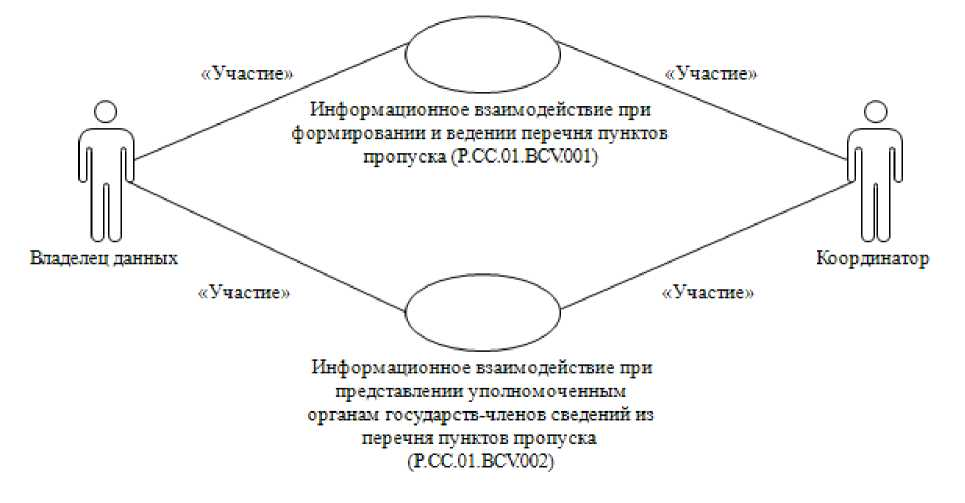 «Участие»
«Участие»
Информационное взаимодействие при
формировании и ведении перечня пунктов
пропуска (P.CC.01.BCV.001)
Владелец данных
Координатор
«Участие»
«Участие»
Информационное взаимодействие при
представлении уполномоченным
органам государств-членов сведений из
перечня пунктов пропуска
(P.CC.01.BCV.002)